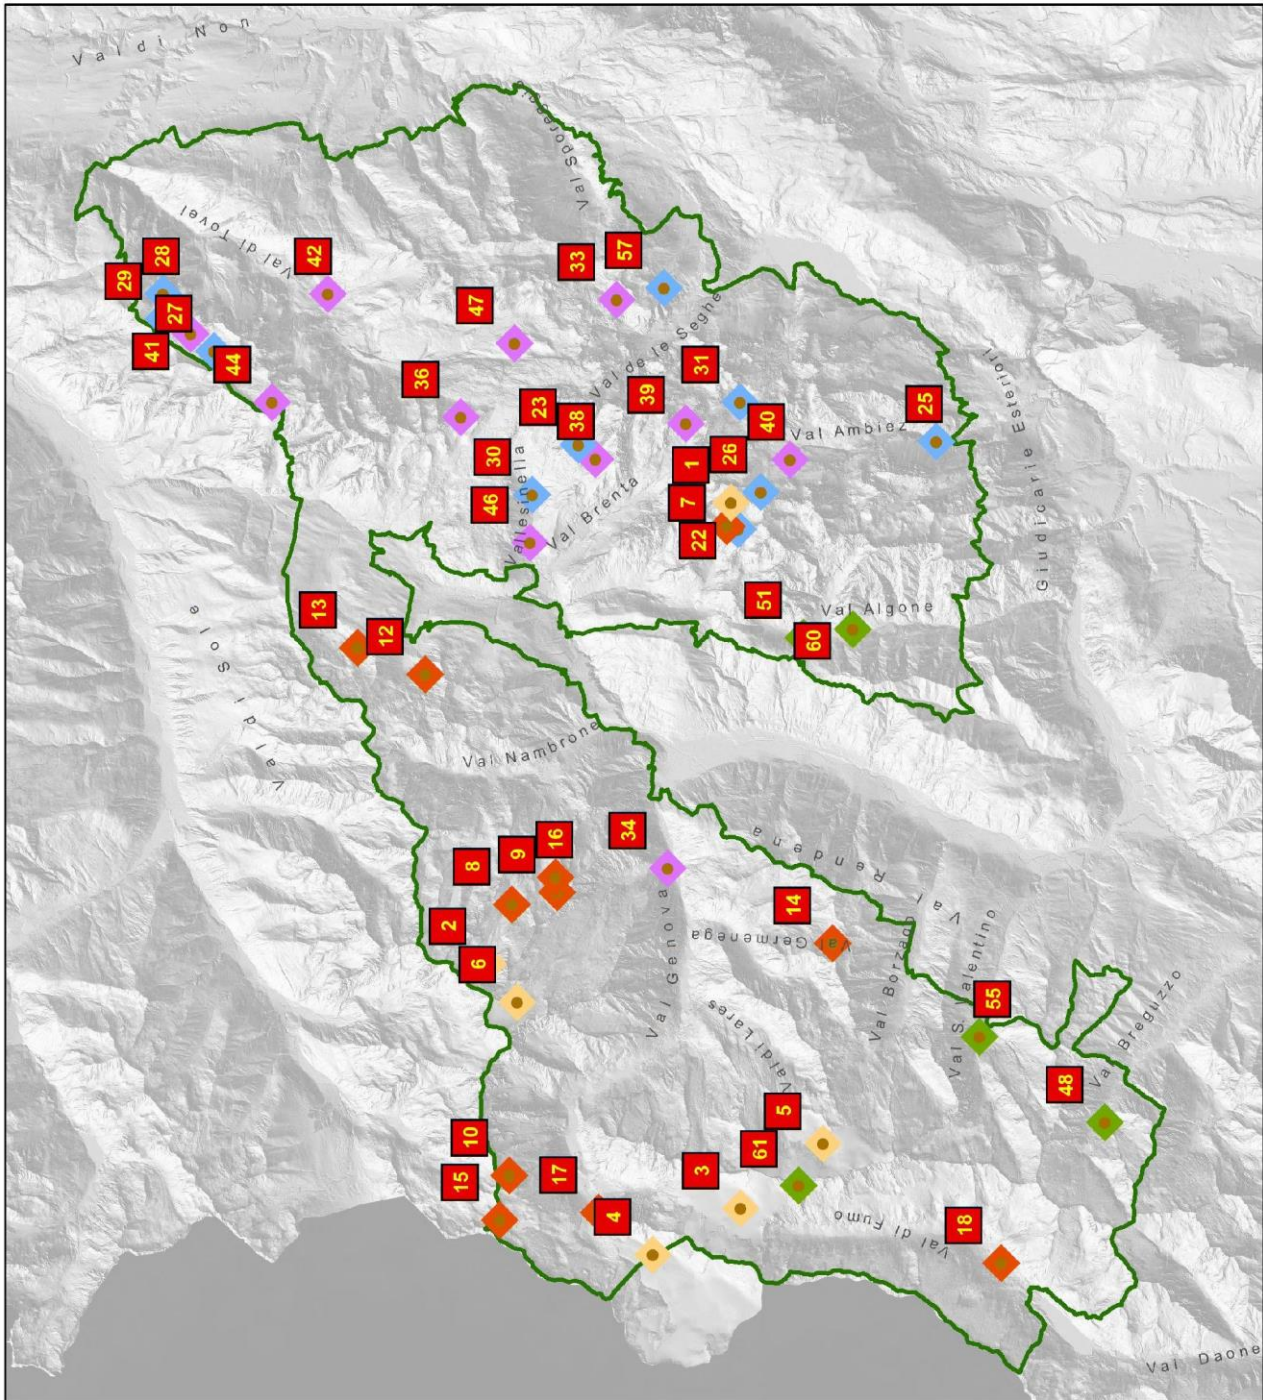 Val di Non
Val Sporeggio
Val di Tovel
28
29
27
41
44
42
33
57
47
36
31
39
23
38
30
46
Val de le Seghe
Vallesinella
Val Brenta
25
40
26
1
7
22
Val Ambiez
Giudicarie Esteriori
51
60
Val Algone
Val di Sole
13
12
Val Nambrone
16
9
8
34
2
6
Val Genova
Val Rendena
14
Val Germenega
Val Borzago
Val S. Valentino
55
Val di Lares
48
Val Breguzzo
5
61
3
10
15
17
4
Val di Fumo
18
Val Daone